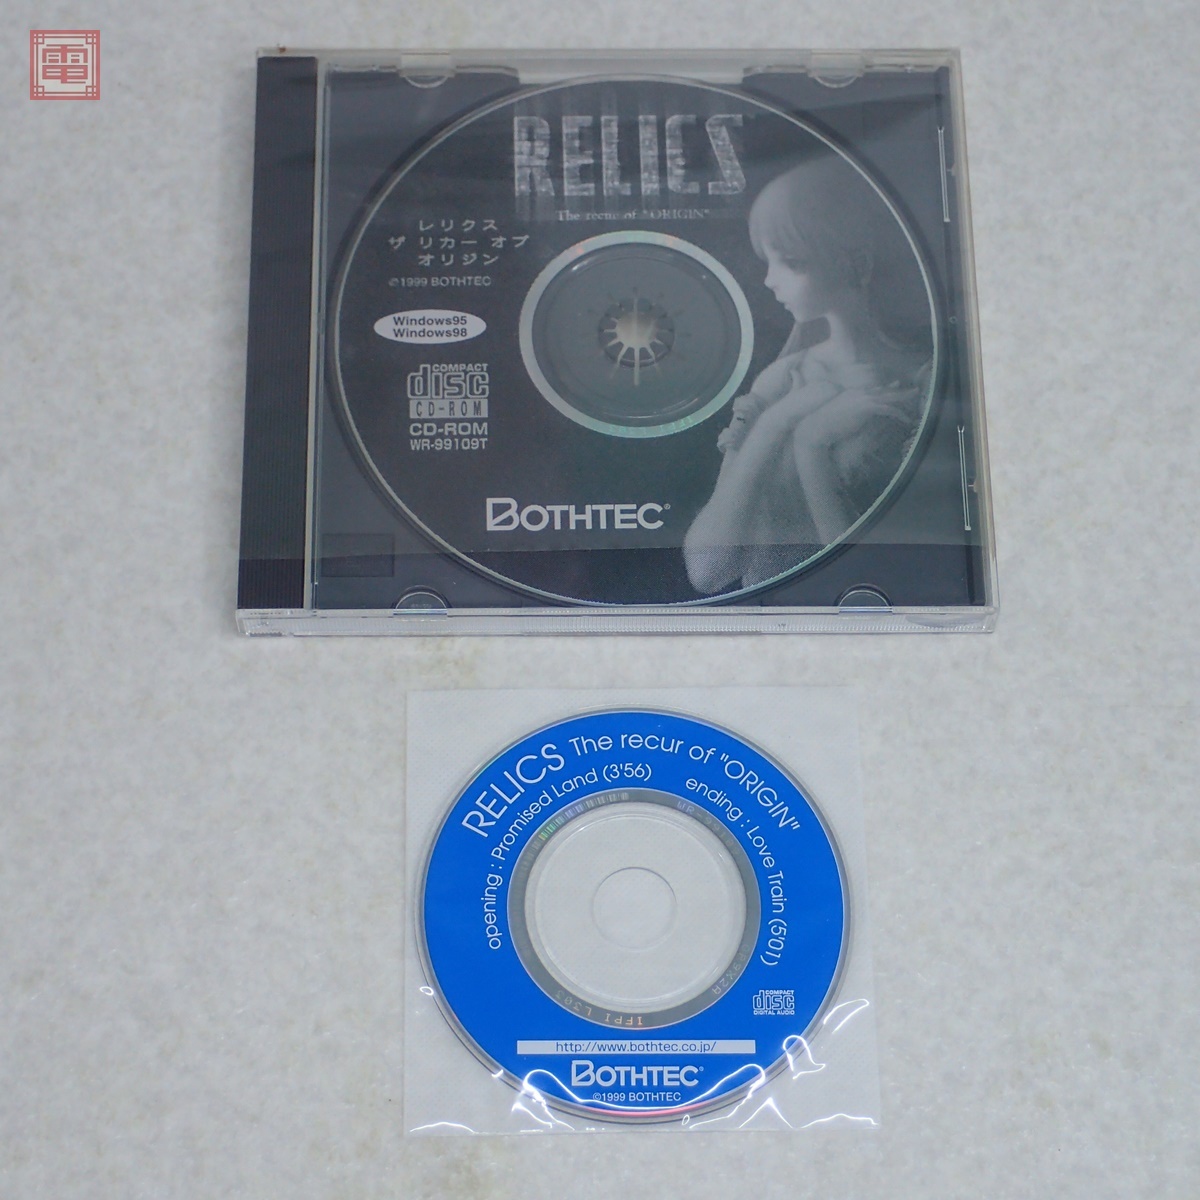 電
RELICS
The recur of "ORIGIN"
レリクス
ザ リカー オブ
オリジン
©1999 BOTHTEC
Windows95
Windows98
COMPACT
disc
CD-ROM
CD-ROM
WR-99109T
BOTHTEC®
RELICS The recur of "ORIGIN"
opening : Promised Land (3'56)
ending : Love Train (5'01)
IFPI L303
COMPACT
disc
DIGITAL AUDIO
http://www.bothtec.co.jp/
BOTHTEC®
©1999 BOTHTEC